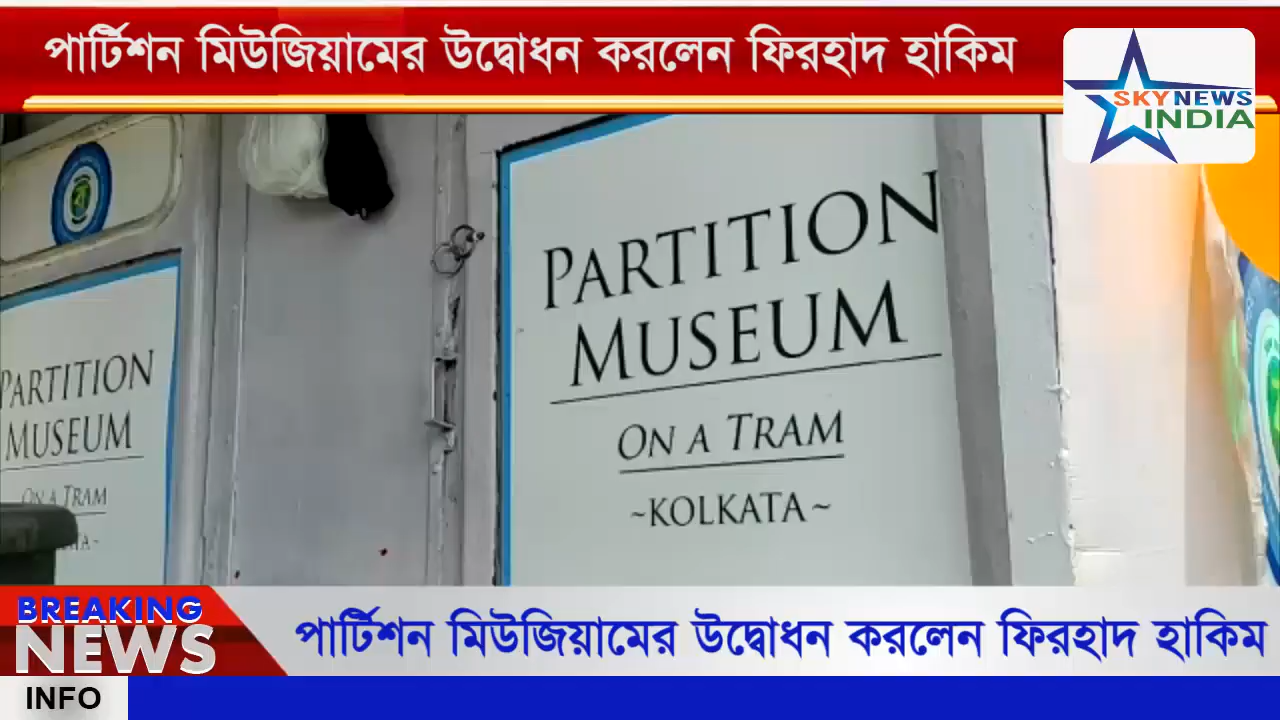 পার্টিশন মিউজিয়ামের উদ্বোধন করলেন ফিরহাদ হাকিম
SKY NEWS
INDIA
PARTITION
MUSEUM
ON A TRAM
~KOLKATA~
PARTITION
MUSEUM
ON A TRAM
BREAKING
NEWS
পার্টিশন মিউজিয়ামের উদ্বোধন করলেন ফিরহাদ হাকিম
INFO